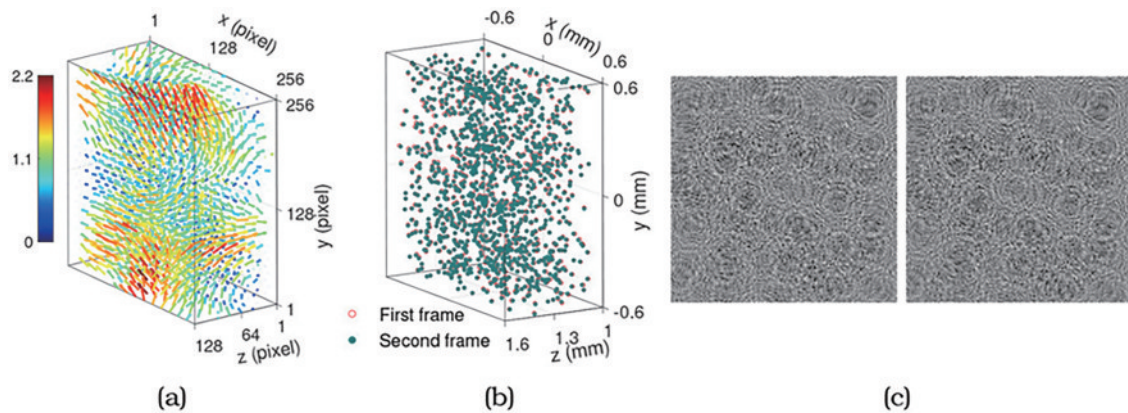 x (pixel)
1
128
256
256
128
1
y (pixel)
1
64
128
z (pixel)
2.2
1.1
0
(a)
x (mm)
-0.6
0
0.6
0.6
0
-0.6
y (mm)
1
1.3
1.6
z (mm)
First frame
Second frame
(b)
(c)